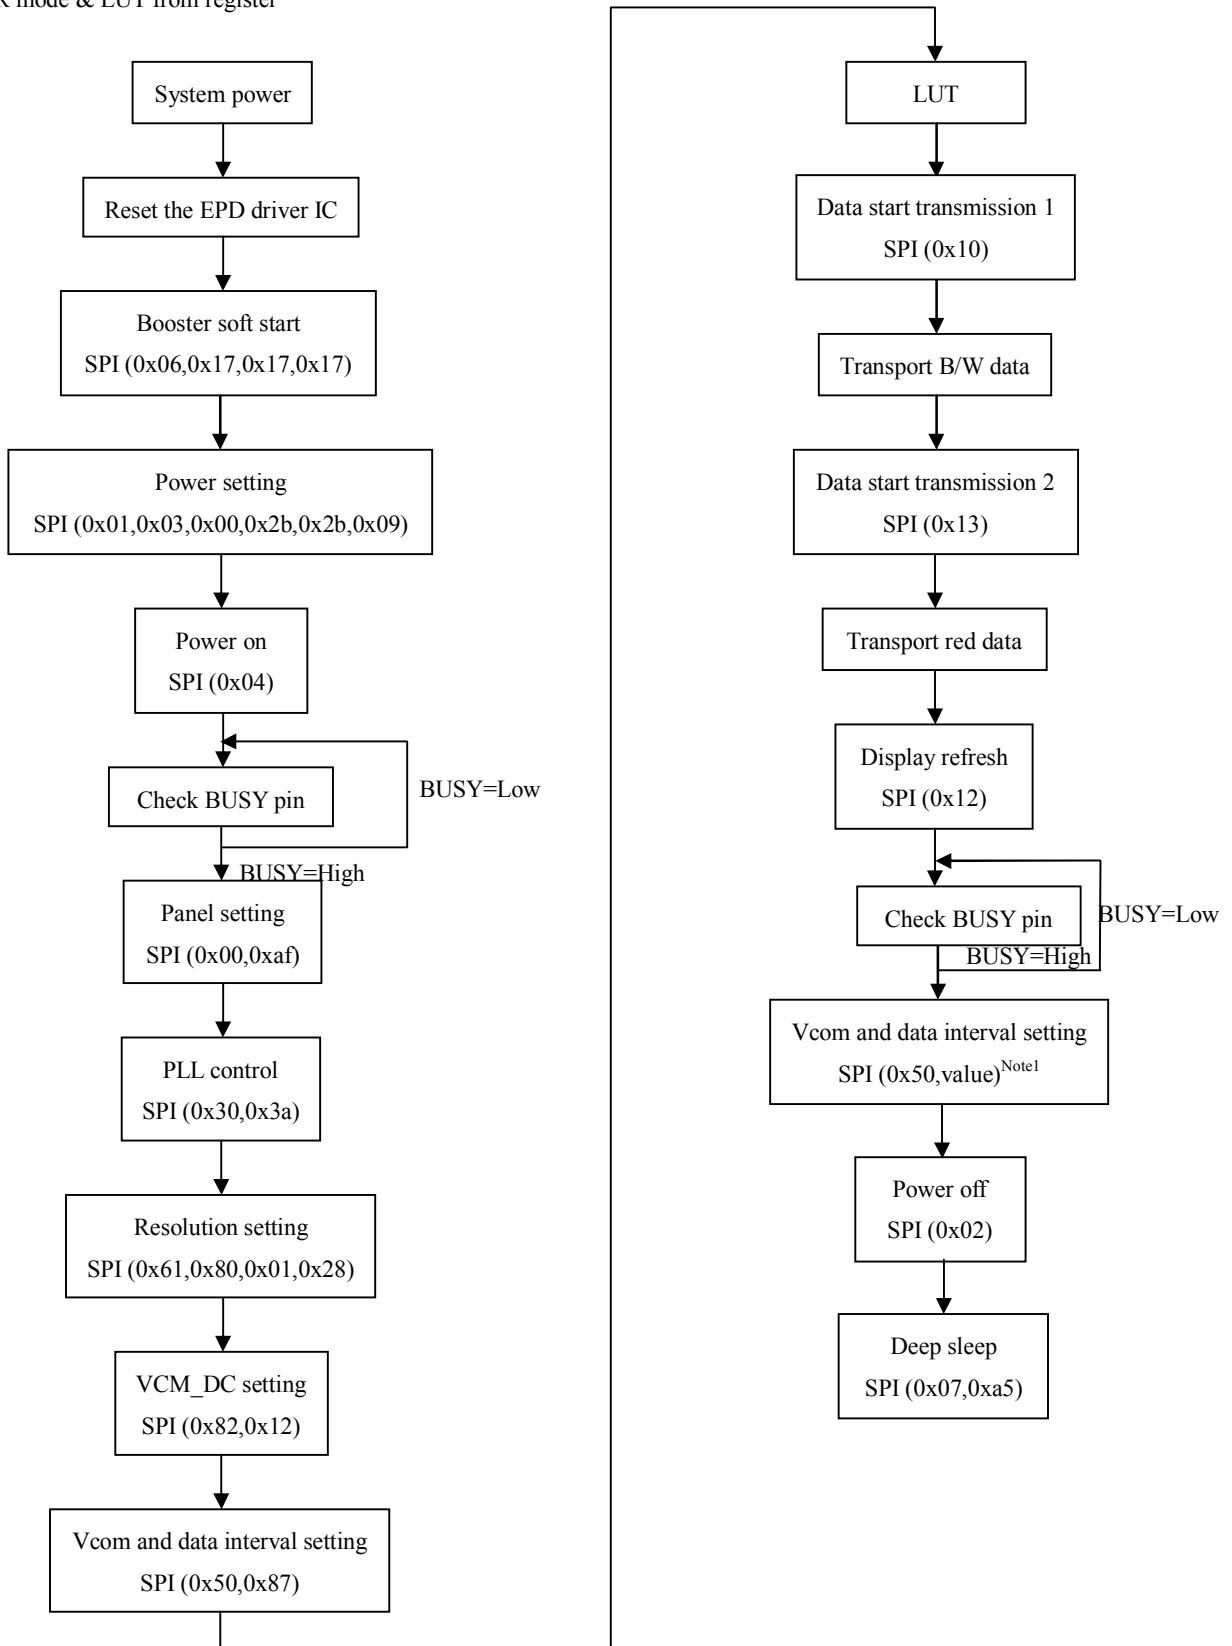 mode & LUT from register
System power
Reset the EPD driver IC
Booster soft start
SPI (0x06,0x17,0x17,0x17)
Power setting
SPI (0x01,0x03,0x00,0x2b,0x2b,0x09)
Power on
SPI (0x04)
Check BUSY pin
BUSY=Low
BUSY=High
Panel setting
SPI (0x00,0xaf)
PLL control
SPI (0x30,0x3a)
Resolution setting
SPI (0x61,0x80,0x01,0x28)
VCM_DC setting
SPI (0x82,0x12)
Vcom and data interval setting
SPI (0x50,0x87)
LUT
Data start transmission 1
SPI (0x10)
Transport B/W data
Data start transmission 2
SPI (0x13)
Transport red data
Display refresh
SPI (0x12)
Check BUSY pin
BUSY=Low
BUSY=High
Vcom and data interval setting
SPI (0x50,value)Note1
Power off
SPI (0x02)
Deep sleep
SPI (0x07,0xa5)